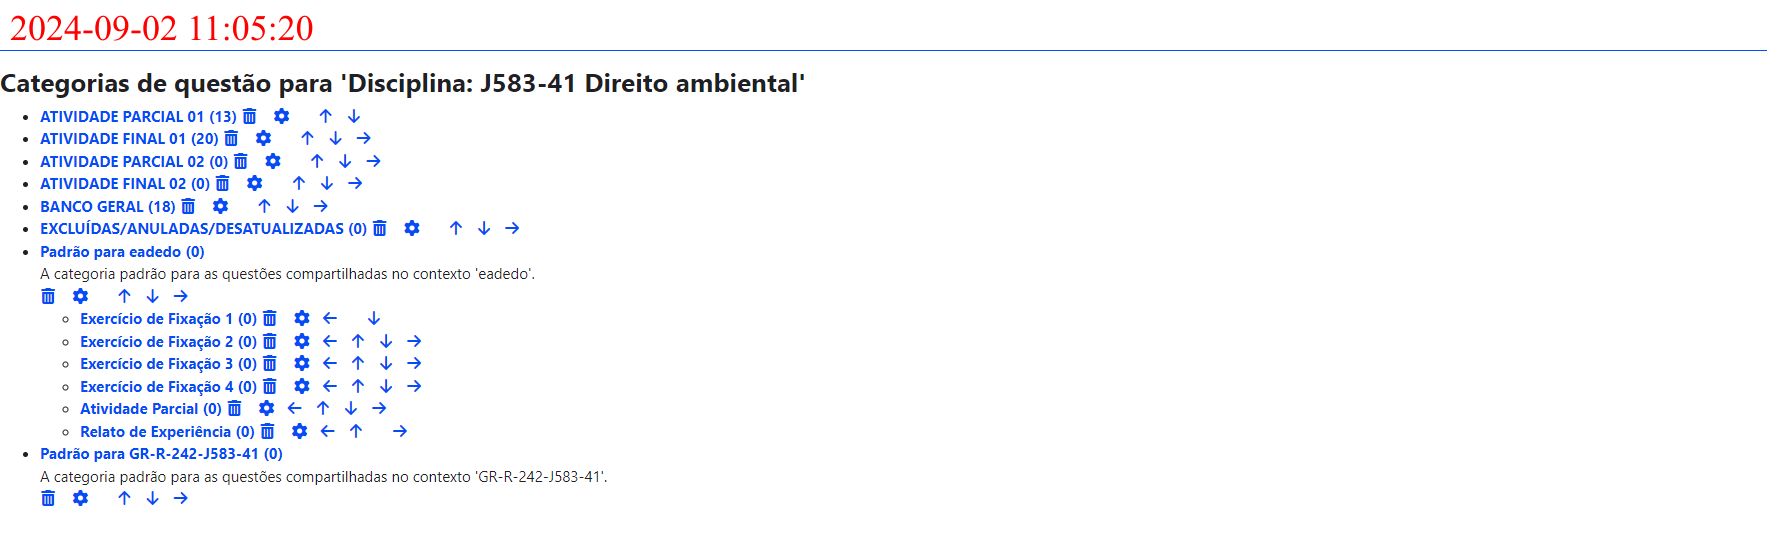 2024-09-02 11:05:20
Categorias de questão para 'Disciplina: J583-41 Direito ambiental'
ATIVIDADE PARCIAL 01 (13)
ATIVIDADE FINAL 01 (20)
ATIVIDADE PARCIAL 02 (0)
ATIVIDADE FINAL 02 (0)
BANCO GERAL (18)
EXCLUÍDAS/ANULADAS/DESATUALIZADAS (0)
Padrão para eadedo (0)
A categoria padrão para as questões compartilhadas no contexto 'eadedo'.
Exercício de Fixação 1 (0)
Exercício de Fixação 2 (0)
Exercício de Fixação 3 (0)
Exercício de Fixação 4 (0)
Atividade Parcial (0)
Relato de Experiência (0)
Padrão para GR-R-242-J583-41 (0)
A categoria padrão para as questões compartilhadas no contexto 'GR-R-242-J583-41'.